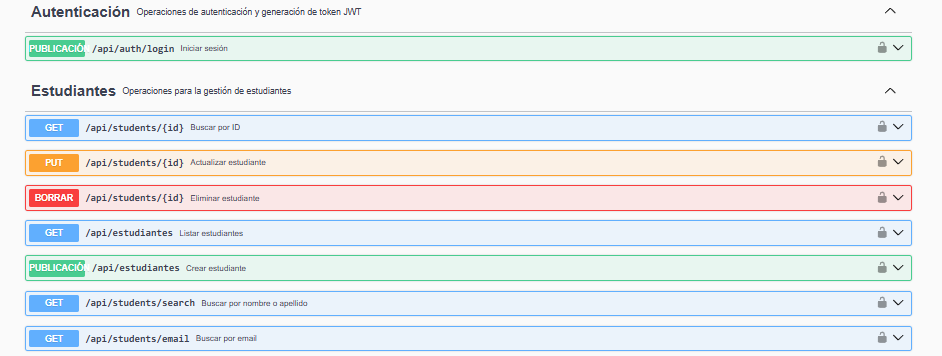 Autenticación Operaciones de autenticación y generación de token JWT
PUBLICACIÓ /api/auth/login Iniciar sesión
Estudiantes Operaciones para la gestión de estudiantes
GET /api/students/{id} Buscar por ID
PUT /api/students/{id} Actualizar estudiante
BORRAR /api/students/{id} Eliminar estudiante
GET /api/estudiantes Listar estudiantes
PUBLICACIÓ /api/estudiantes Crear estudiante
GET /api/students/search Buscar por nombre o apellido
GET /api/students/email Buscar por email